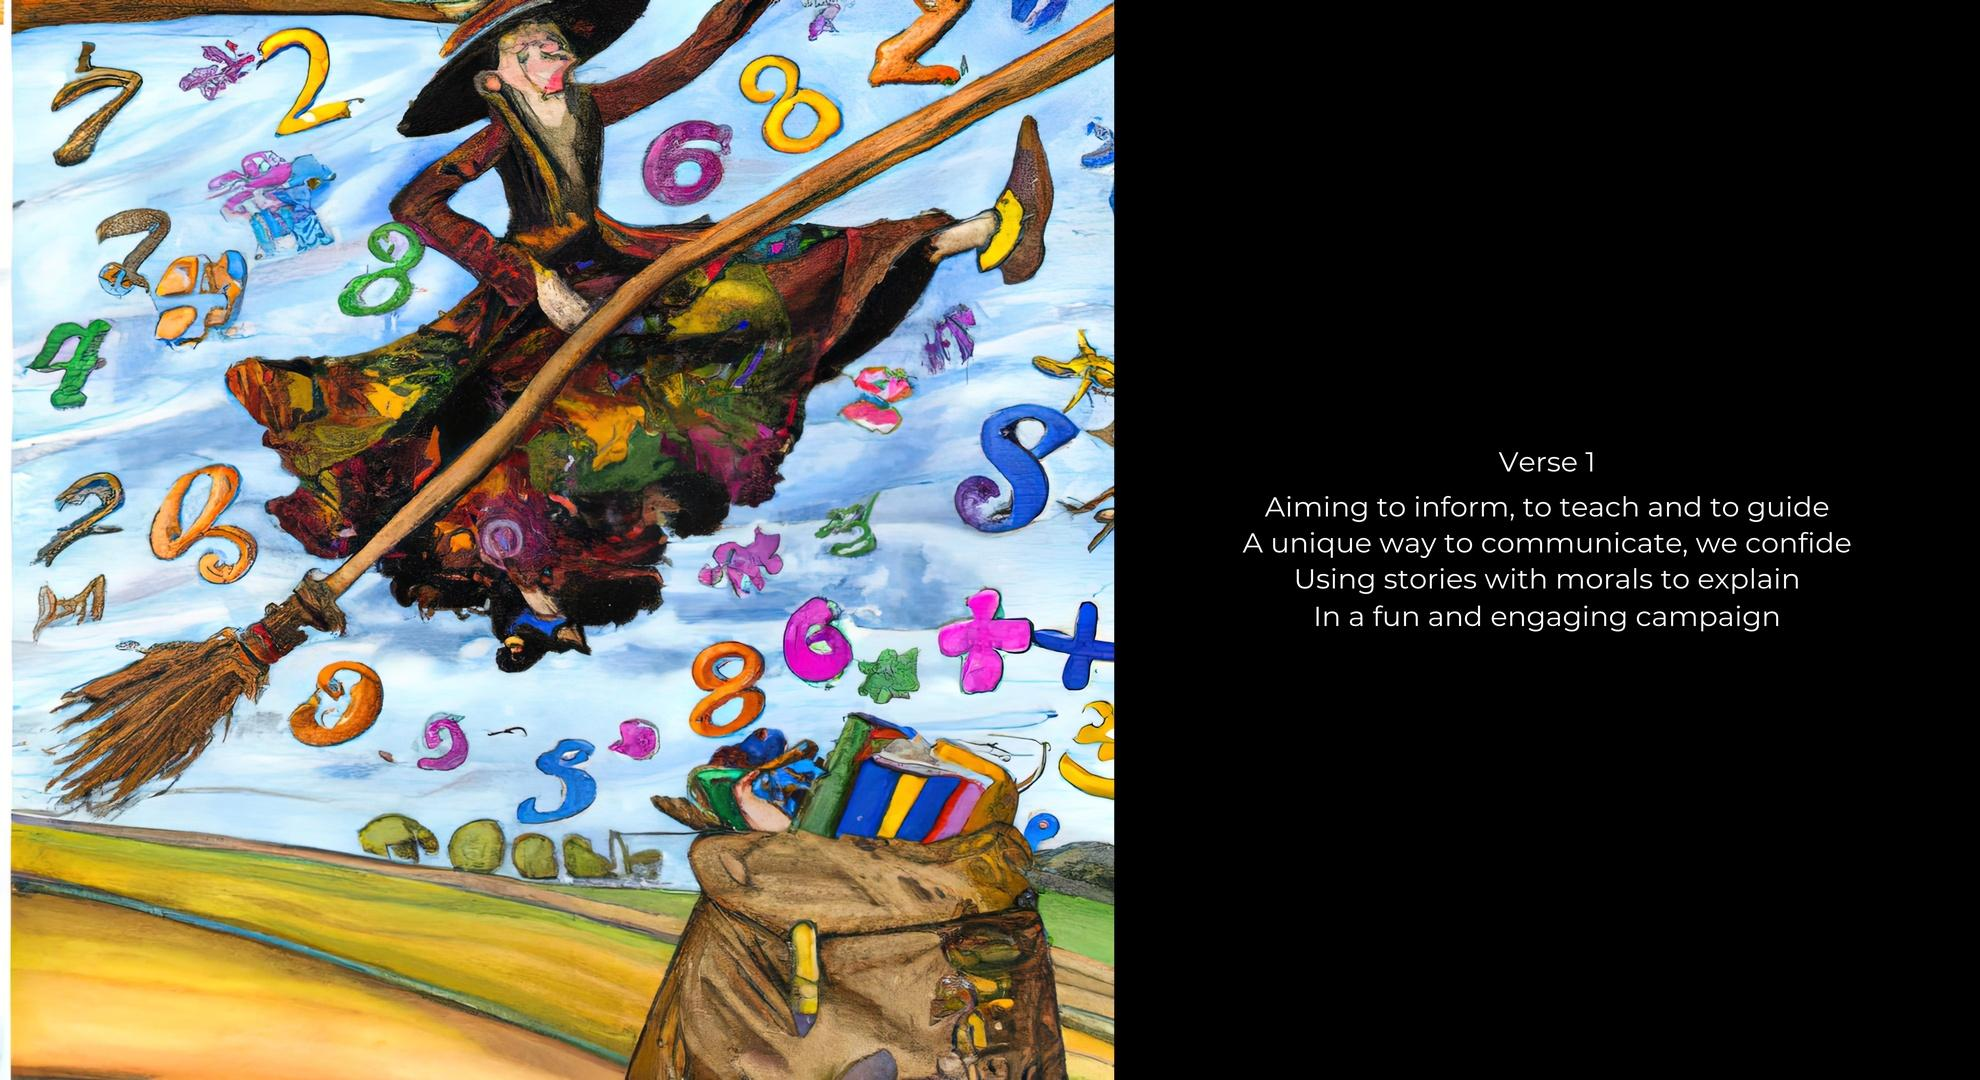 Verse 1
Aiming to inform, to teach and to guide
A unique way to communicate, we confide
Using stories with morals to explain
In a fun and engaging campaign